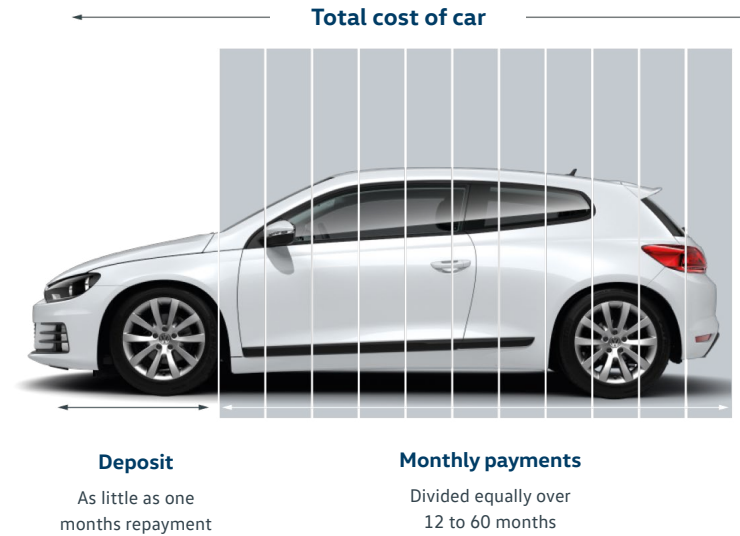 Total cost of car
Deposit
As little as one
months repayment
Monthly payments
Divided equally over
12 to 60 months